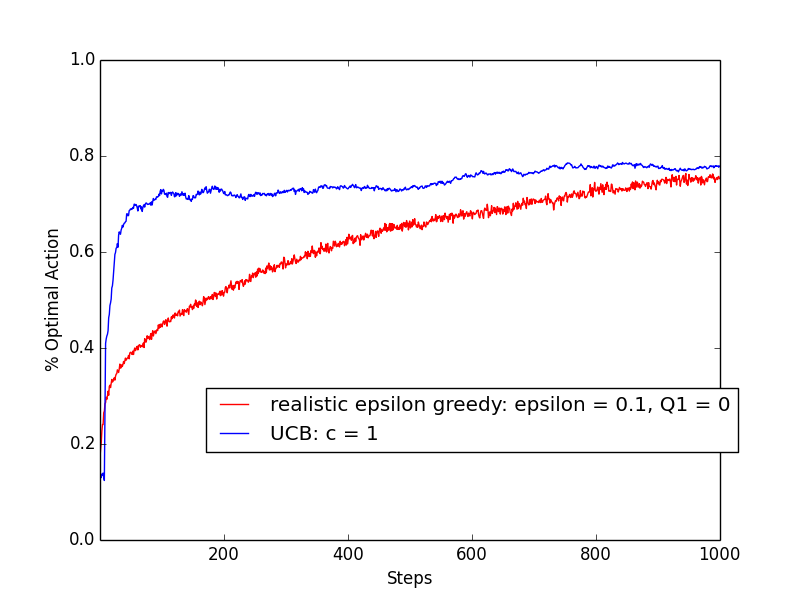 1.0
0.8
0.6
% Optimal Action
0.4
realistic epsilon greedy: epsilon = 0.1, Q1 = 0
UCB: c = 1
0.2
0.0
200 400 600 800 1000
Steps